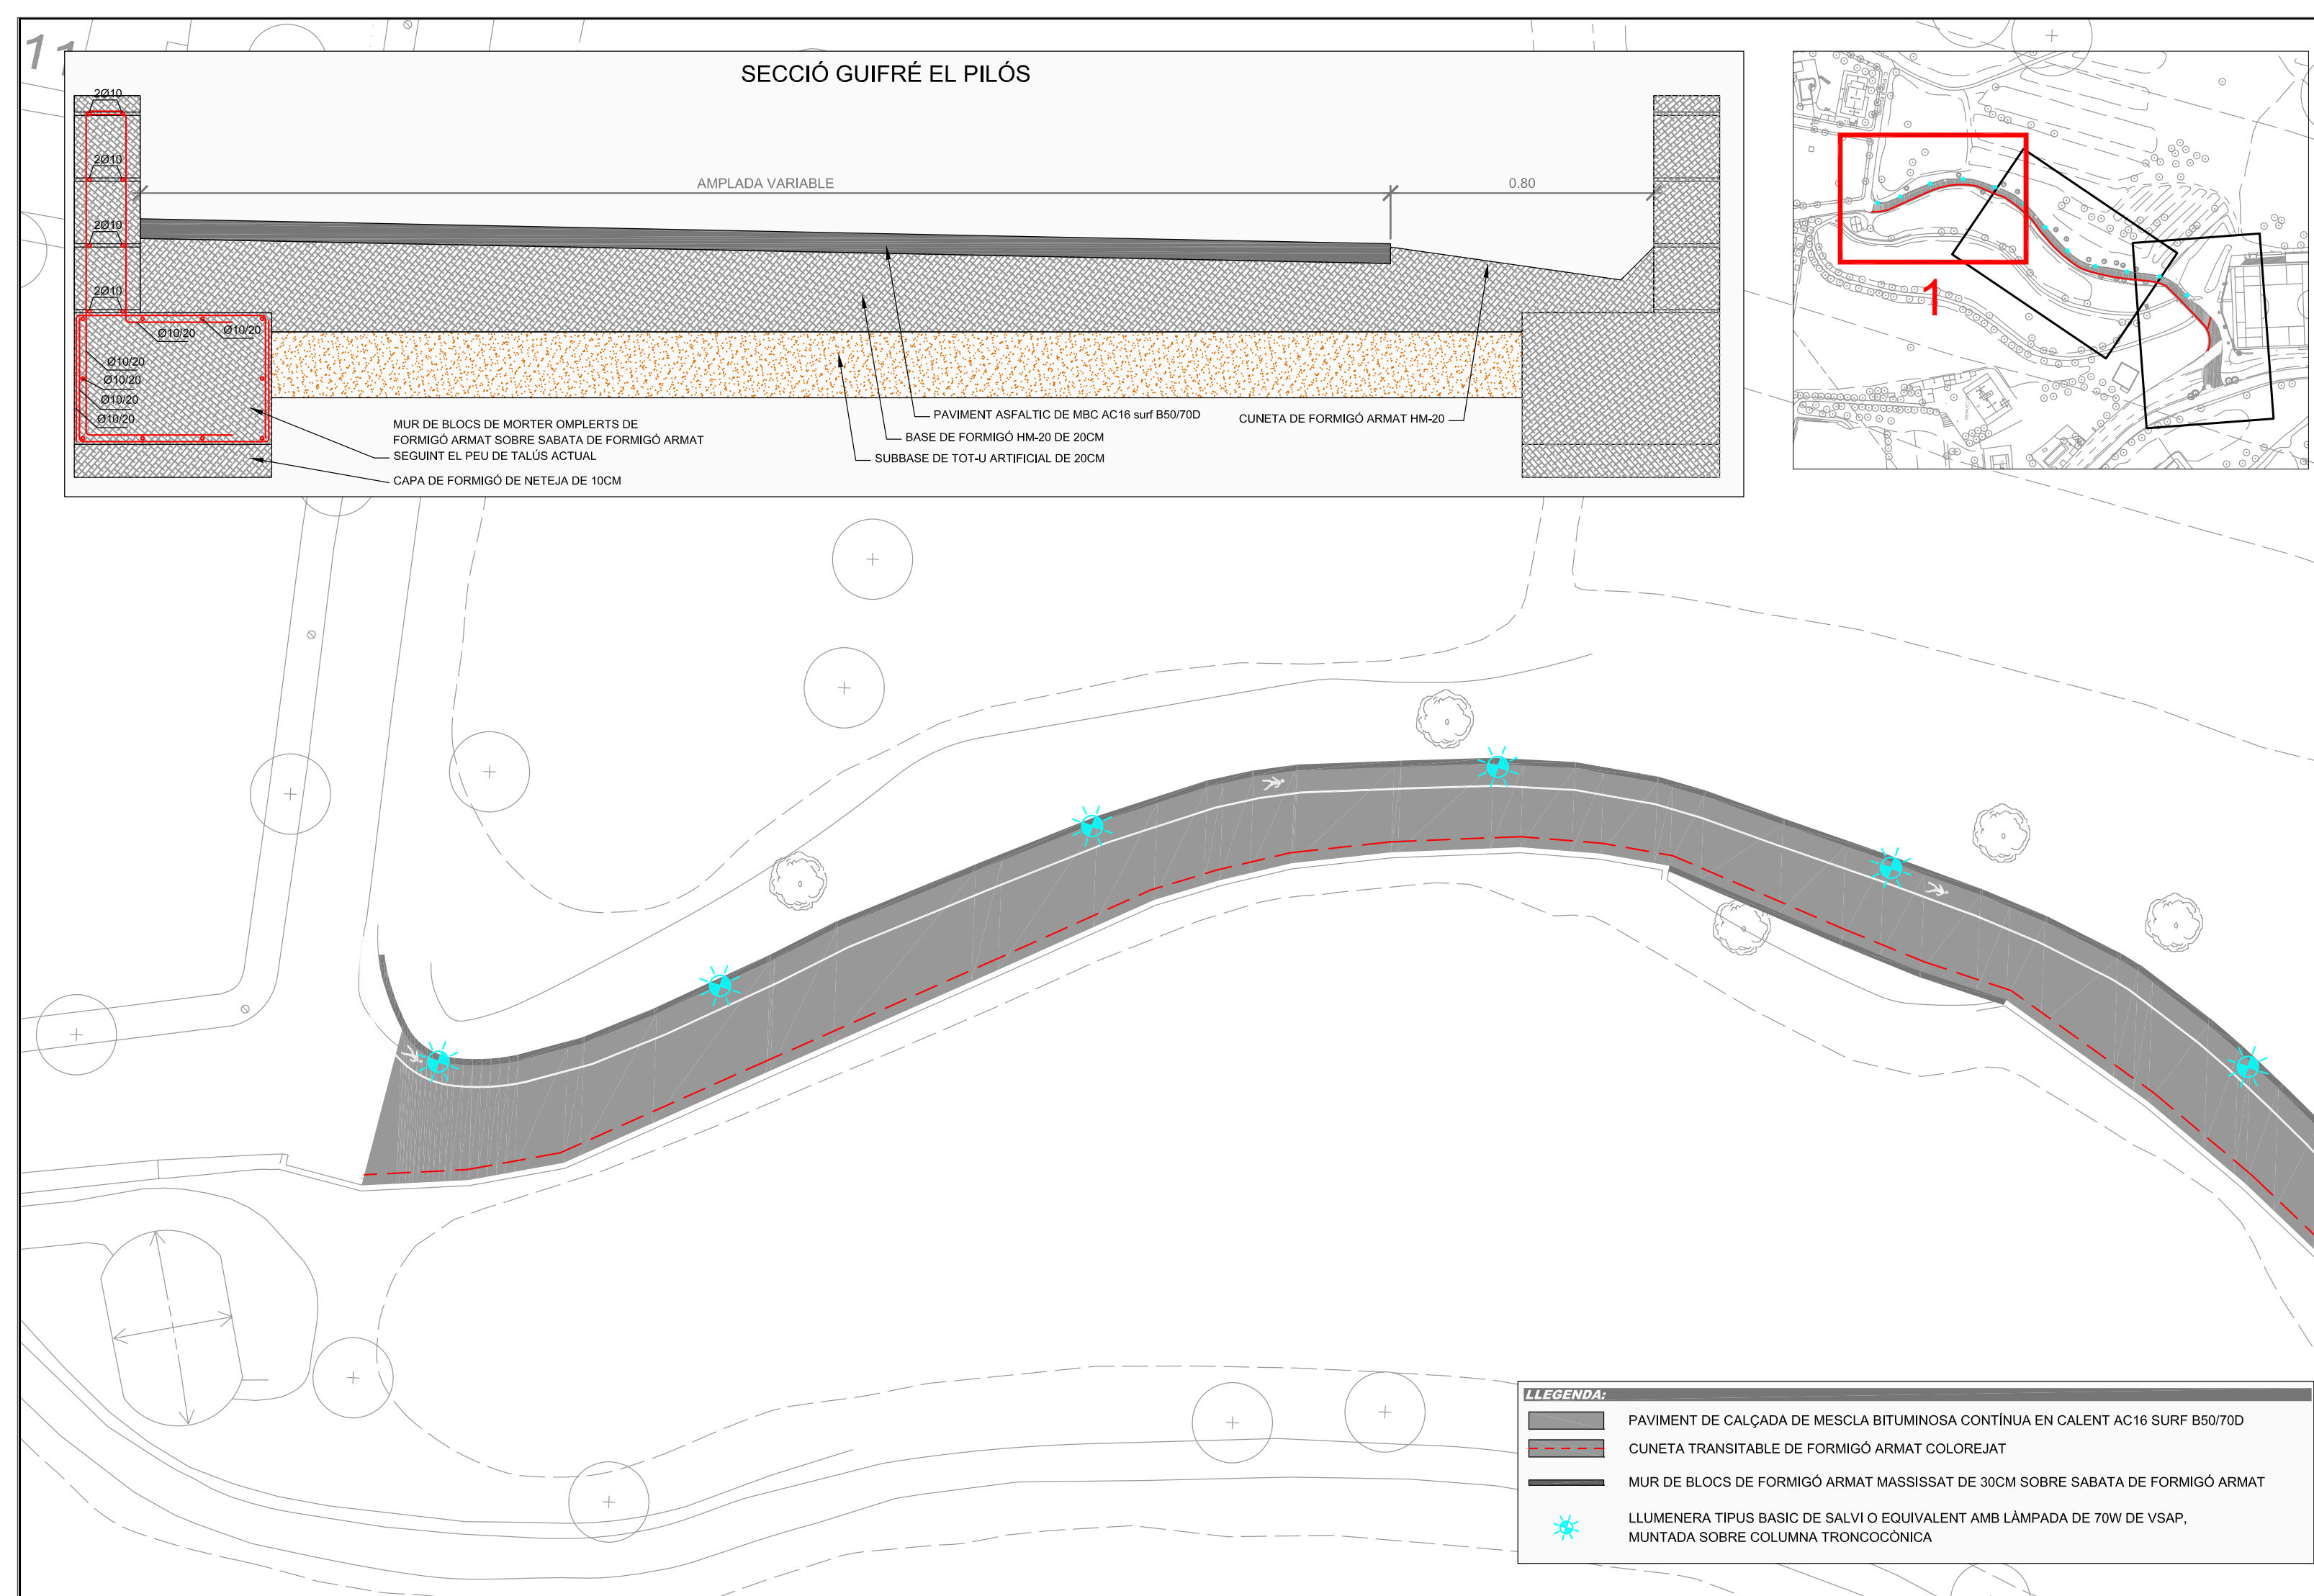 11
SECCIÓ GUIFRÉ EL PILÓS
2Ø10
2Ø10
AMPLADA VARIABLE
0.80
2Ø10
2Ø10
Ø10/20
Ø10/20
Ø10/20
Ø10/20
Ø10/20
Ø10/20
MUR DE BLOCS DE MORTER OMPLERTS DE
FORMIGÓ ARMAT SOBRE SABATA DE FORMIGÓ ARMAT
SEGUINT EL PEU DE TALÚS ACTUAL
CAPA DE FORMIGÓ DE NETEJA DE 10CM
PAVIMENT ASFALTIC DE MBC AC16 surf B50/70D
BASE DE FORMIGÓ HM-20 DE 20CM
SUBBASE DE TOT-U ARTIFICIAL DE 20CM
CUNETA DE FORMIGÓ ARMAT HM-20
1
LLEGENDA:
PAVIMENT DE CALÇADA DE MESCLA BITUMINOSA CONTÍNUA EN CALENT AC16 SURF B50/70D
CUNETA TRANSITABLE DE FORMIGÓ ARMAT COLOREJAT
MUR DE BLOCS DE FORMIGÓ ARMAT MASSISSAT DE 30CM SOBRE SABATA DE FORMIGÓ ARMAT
LLUMENERA TIPUS BASIC DE SALVI O EQUIVALENT AMB LÀMPADA DE 70W DE VSAP,
MUNTADA SOBRE COLUMNA TRONCOCÒNICA